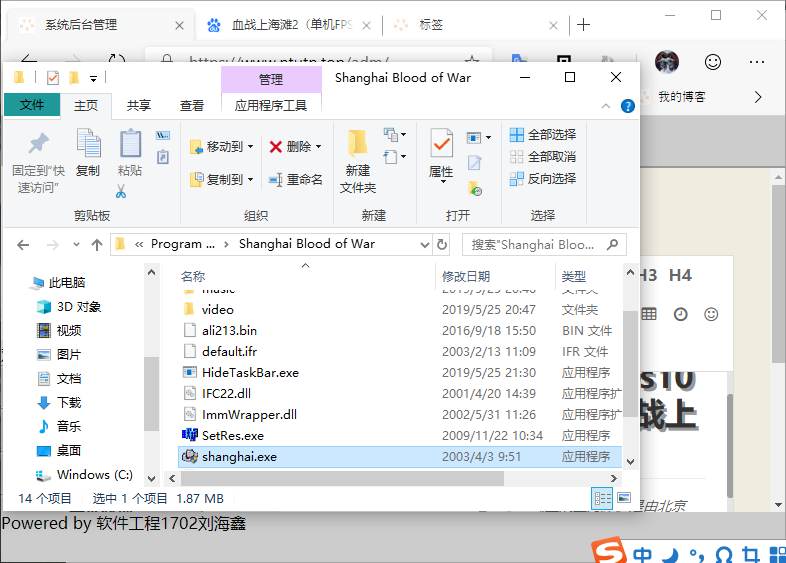 系统后台管理
血战上海滩2（单机FPS
标签
https://www.ntutn.top/adm/
管理
Shanghai Blood of War
文件
主页
共享
查看
应用程序工具
我的博客
固定到“快速访问”
复制
粘贴
移动到
复制到
删除
重命名
新建
文件夹
属性
全部选择
全部取消
反向选择
剪贴板
组织
新建
打开
选择
« Program ... › Shanghai Blood of War
搜索"Shanghai Bloo...
此电脑
3D 对象
视频
图片
文档
下载
音乐
桌面
Windows (C:)
名称 修改日期 类型
music 2019/5/25 20:46 文件夹
video 2019/5/25 20:47 文件夹
ali213.bin 2016/9/18 15:50 BIN 文件
default.ifr 2003/2/13 11:09 IFR 文件
HideTaskBar.exe 2019/5/25 21:30 应用程序
IFC22.dll 2001/4/20 14:39 应用程序扩
ImmWrapper.dll 2002/5/31 11:26 应用程序扩
SetRes.exe 2009/11/22 10:34 应用程序
shanghai.exe 2003/4/3 9:51 应用程序
H3 H4
s10
战上
14 个项目 选中 1 个项目 1.87 MB
是由北京
Powered by 软件工程1702刘海鑫
中